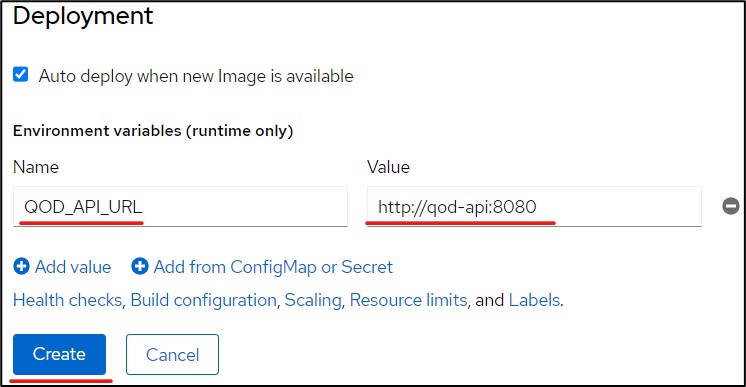 Deployment
Auto deploy when new Image is available
Environment variables (runtime only)
Name Value
QOD_API_URL http://qod-api:8080
Add value Add from ConfigMap or Secret
Health checks, Build configuration, Scaling, Resource limits, and Labels.
Create Cancel